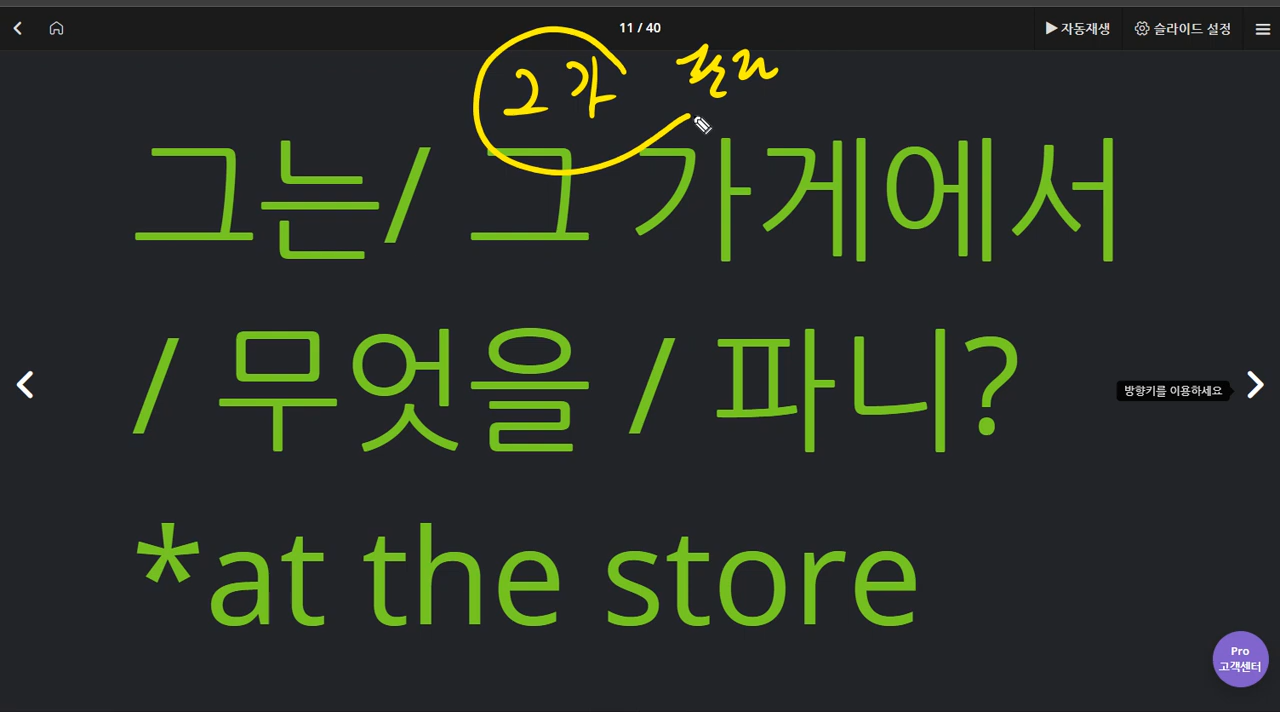 11 / 40
▶ 자동재생
슬라이드 설정
그는/ 그 가게에서
/ 무엇을 / 파니?
방향키를 이용하세요
*at the store
Pro
고객센터